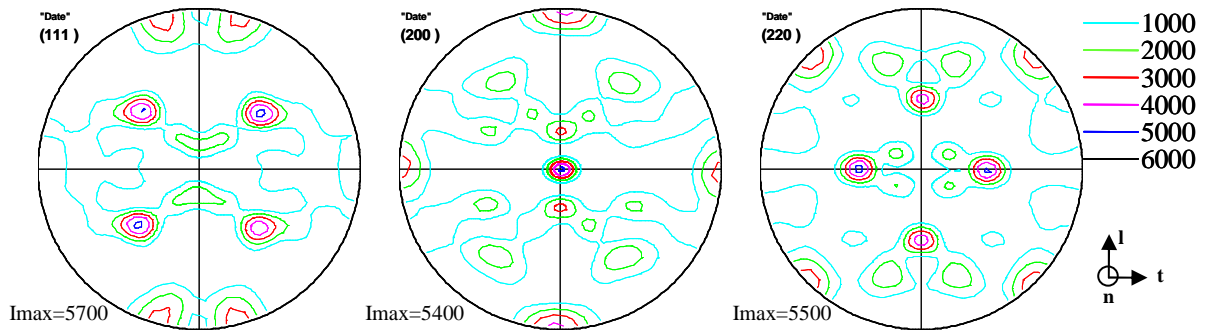 "Date"
(111 )
Imax=5700
"Date"
(200 )
Imax=5400
"Date"
(220 )
Imax=5500
1000
2000
3000
4000
5000
6000
l
t
n